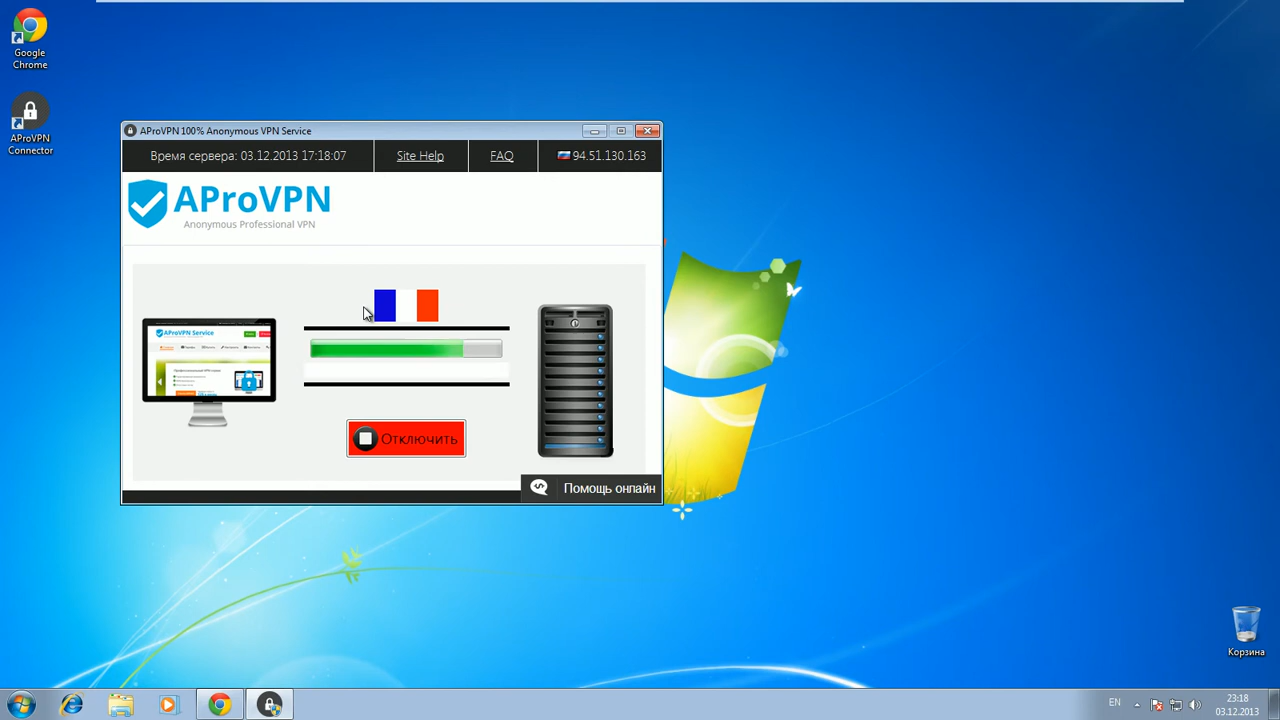 Google
Chrome
AProVPN
Connector
AProVPN 100% Anonymous VPN Service
Время сервера: 03.12.2013 17:18:07
Site Help
FAQ
94.51.130.163
AProVPN
Anonymous Professional VPN
AProVPN Service
Отключить
Помощь онлайн
Корзина
EN
23:18
03.12.2013